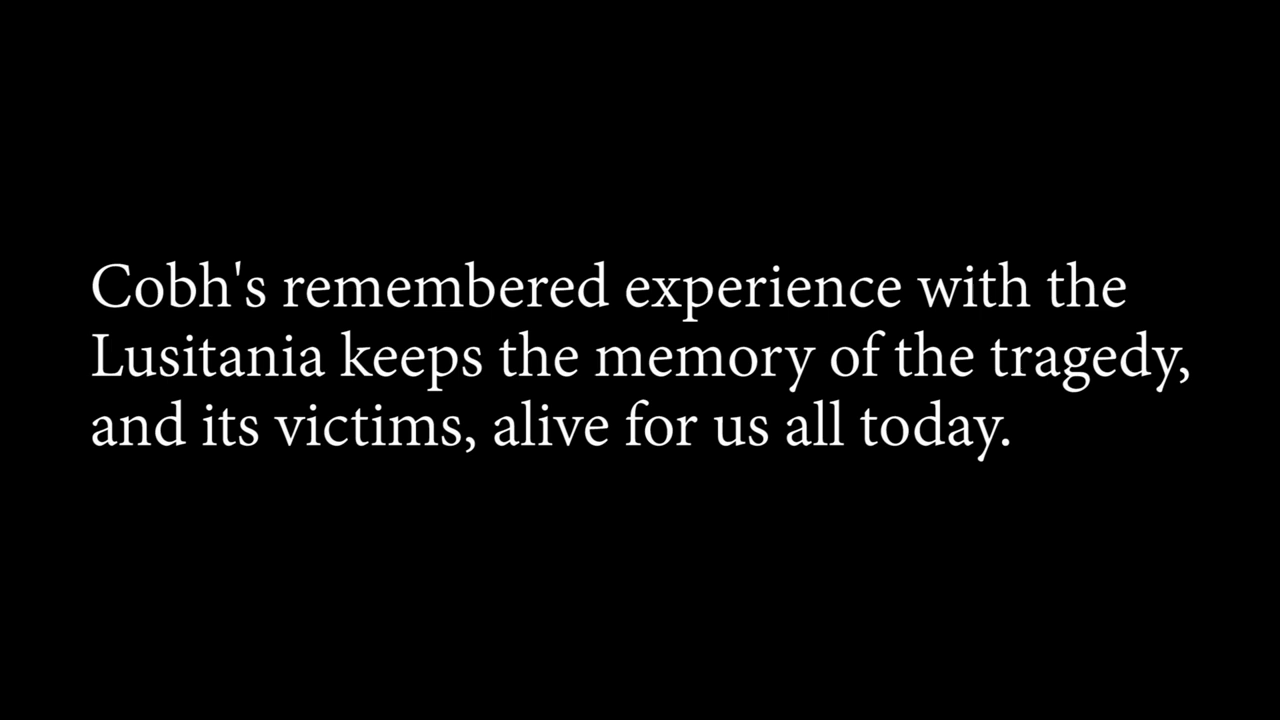 Cobh's remembered experience with the
Lusitania keeps the memory of the tragedy,
and its victims, alive for us all today.